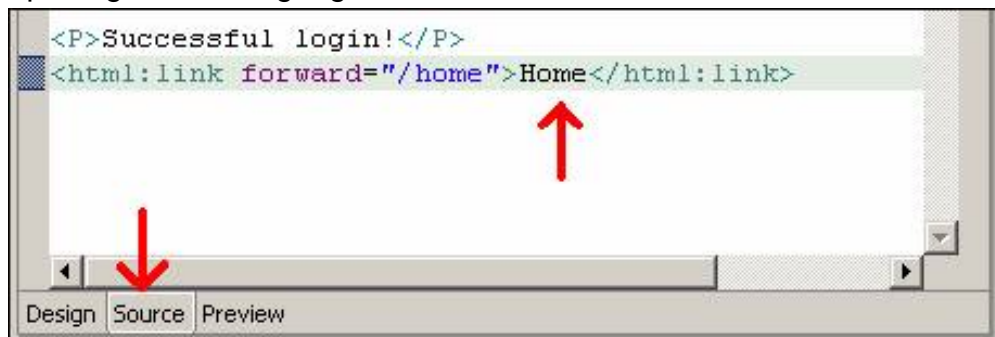 <P>Successful login!</P>
<html:link forward="/home">Home</html:link>
Design Source Preview